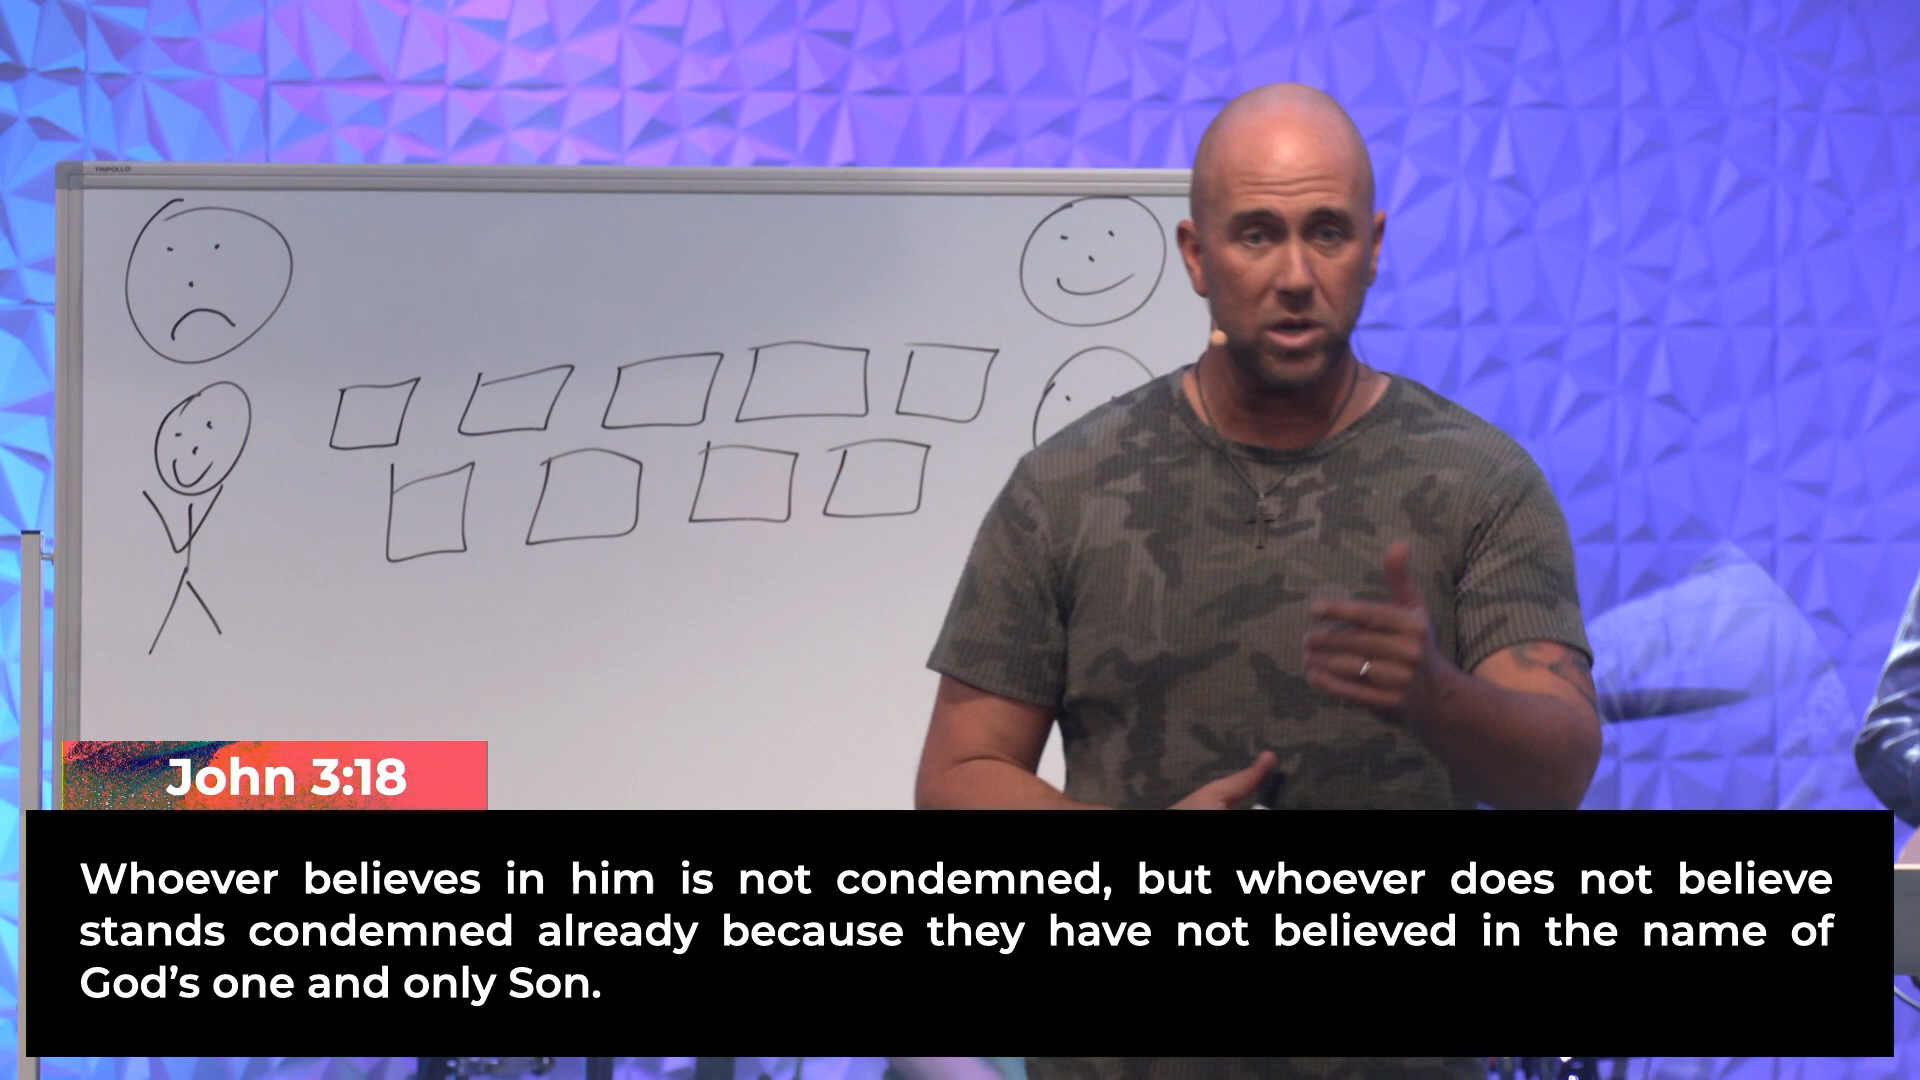 TRIPOLLO
John 3:18
Whoever believes in him is not condemned, but whoever does not believe
stands condemned already because they have not believed in the name of
God’s one and only Son.